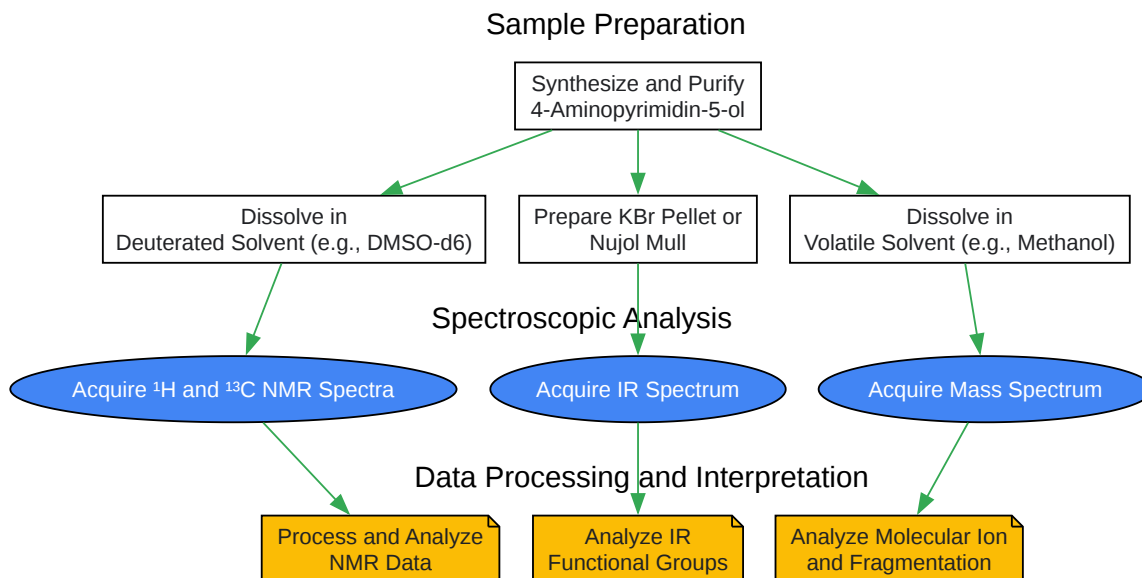 Sample Preparation
Synthesize and Purify
4-Aminopyrimidin-5-ol
Dissolve in
Deuterated Solvent (e.g., DMSO-d6)
Prepare KBr Pellet or
Nujol Mull
Dissolve in
Volatile Solvent (e.g., Methanol)
Spectroscopic Analysis
Acquire ¹H and ¹³C NMR Spectra
Acquire IR Spectrum
Acquire Mass Spectrum
Data Processing and Interpretation
Process and Analyze
NMR Data
Analyze IR
Functional Groups
Analyze Molecular Ion
and Fragmentation